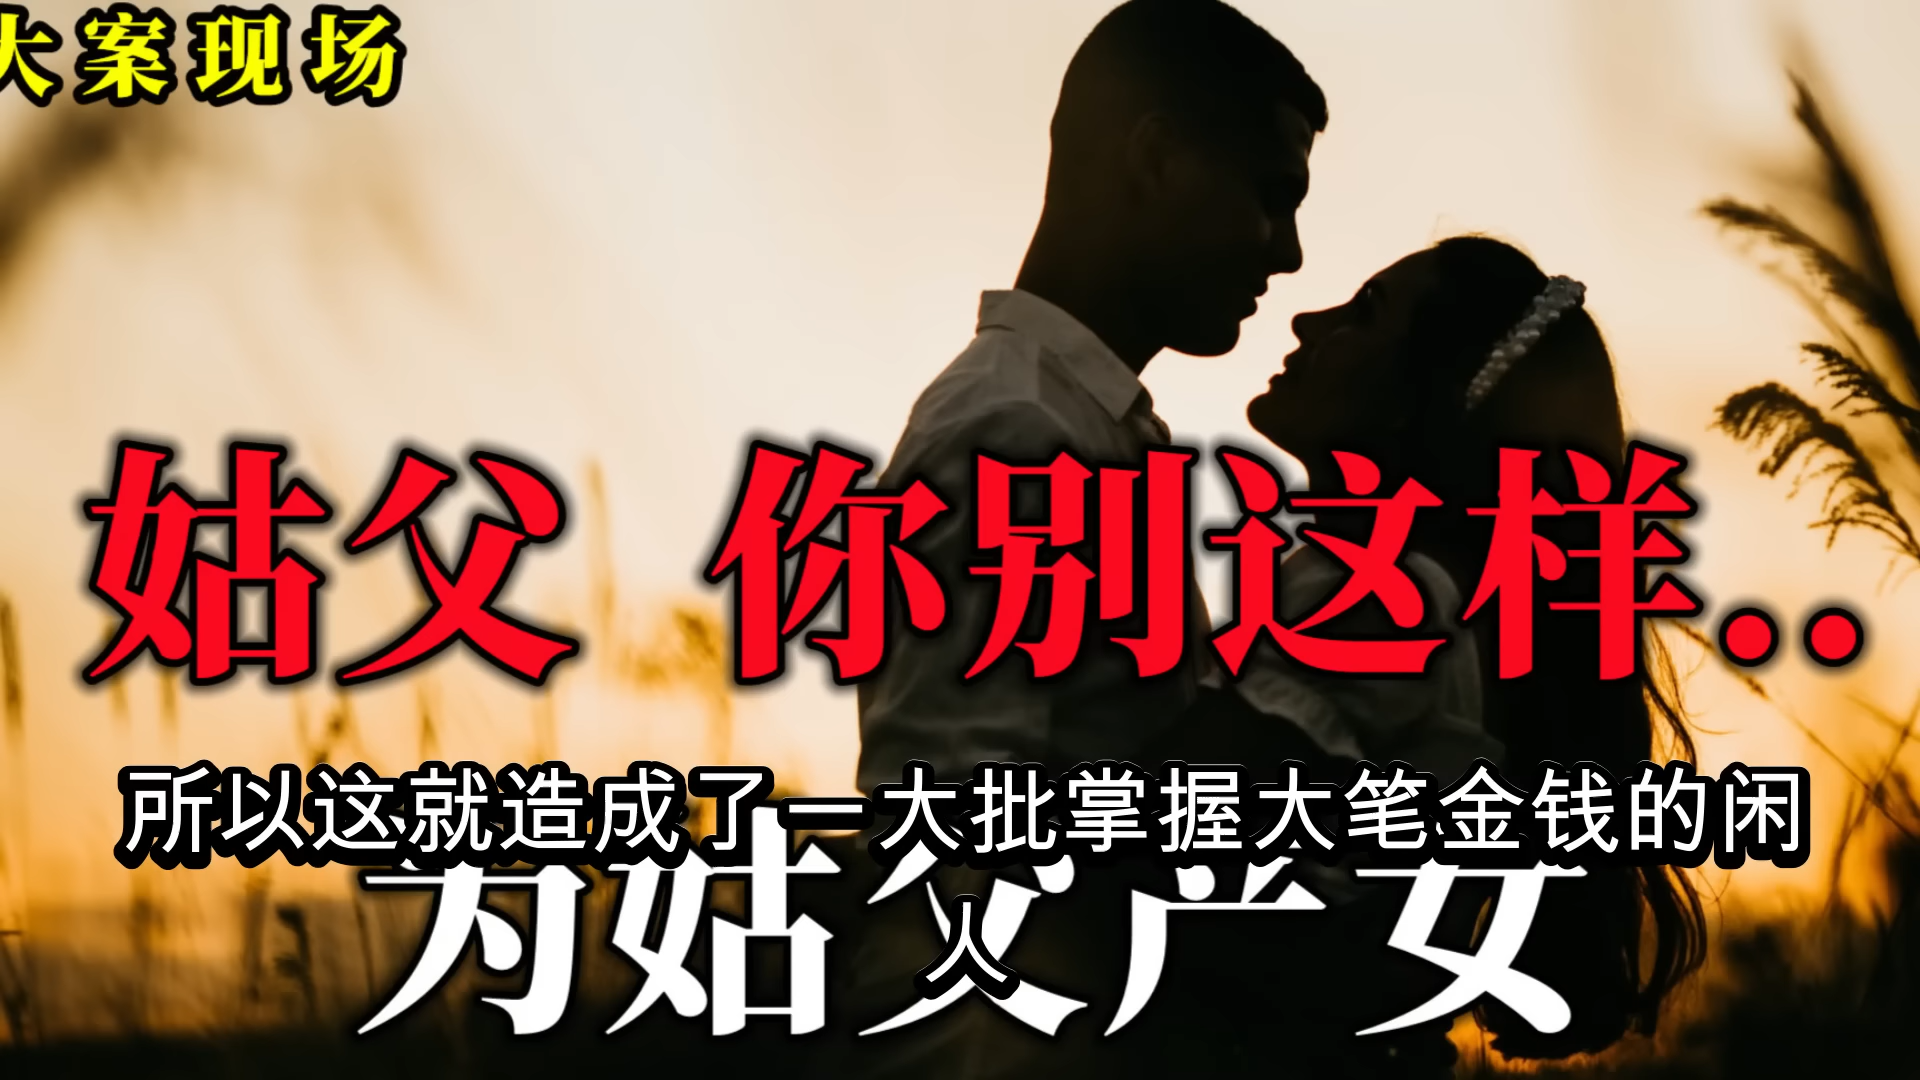 大案现场
姑父 你别这样..
所以这就造成了一大批掌握大笔金钱的闲
人
为姑父产女